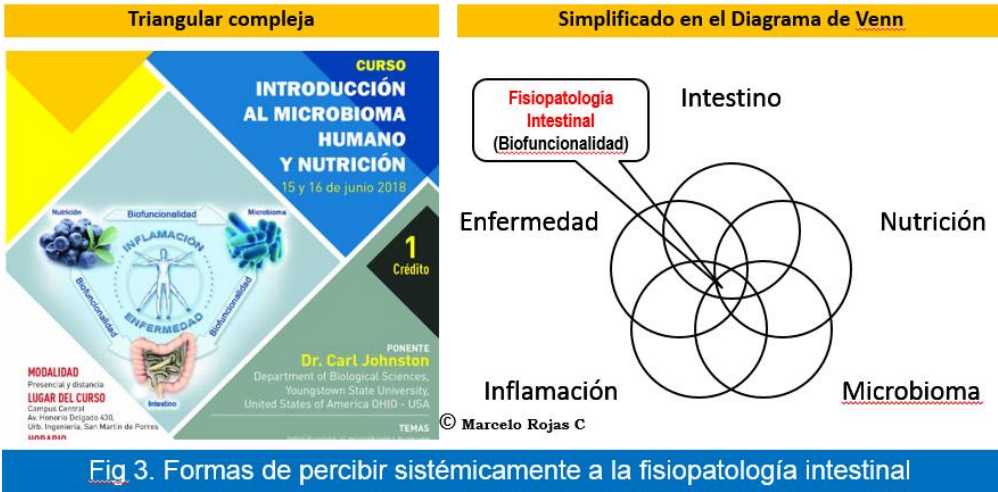 Triangular compleja
Simplificado en el Diagrama de Venn
CURSO
INTRODUCCIÓN
AL MICROBIOMA
HUMANO
Y NUTRICIÓN
15 y 16 de junio 2018
Nutrición
Biofuncionalidad
Microbioma
INFLAMACIÓN
Biofuncionalidad
Biofuncionalidad
ENFERMEDAD
Intestino
1
Crédito
MODALIDAD
Presencial y distancia
LUGAR DEL CURSO
Campus Central
Av. Honorio Delgado 430,
Urb. Ingeniería, San Martín de Porres
HORARIO
PONENTE
Dr. Carl Johnston
Department of Biological Sciences,
Youngstown State University,
United States of America OHIO - USA
TEMAS
Fisiopatología
Intestinal
(Biofuncionalidad)
Intestino
Enfermedad
Nutrición
Inflamación
Microbioma
© Marcelo Rojas C
Fig 3. Formas de percibir sistémicamente a la fisiopatología intestinal